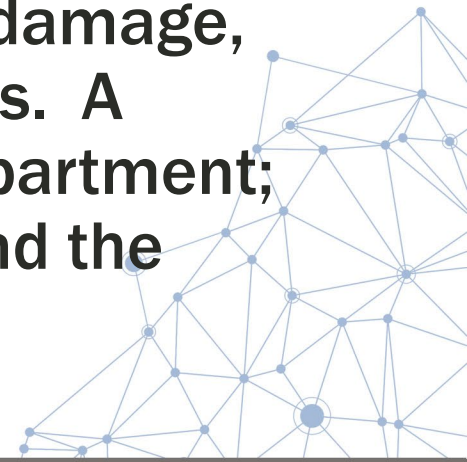 damage,
s. A
partment;
nd the